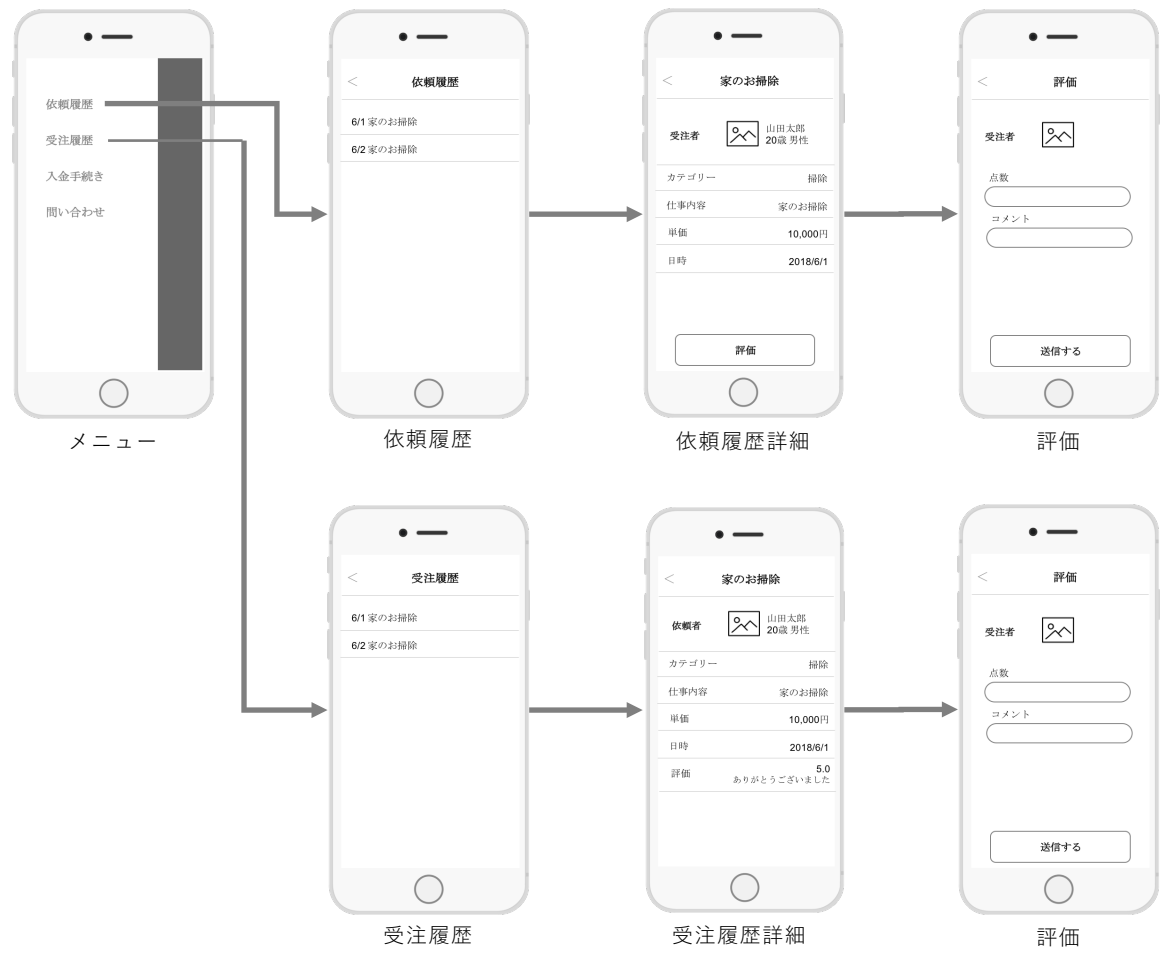 依頼履歴
受注履歴
入金手続き
問い合わせ
メニュー
< 依頼履歴
6/1 家のお掃除
6/2 家のお掃除
依頼履歴
< 家のお掃除
受注者
山田太郎
20歳 男性
カテゴリー 掃除
仕事内容 家のお掃除
単価 10,000円
日時 2018/6/1
評価
依頼履歴詳細
< 評価
受注者
点数
コメント
送信する
評価
< 受注履歴
6/1 家のお掃除
6/2 家のお掃除
受注履歴
< 家のお掃除
依頼者
山田太郎
20歳 男性
カテゴリー 掃除
仕事内容 家のお掃除
単価 10,000円
日時 2018/6/1
評価 5.0
ありがとうございました
受注履歴詳細
< 評価
受注者
点数
コメント
送信する
評価